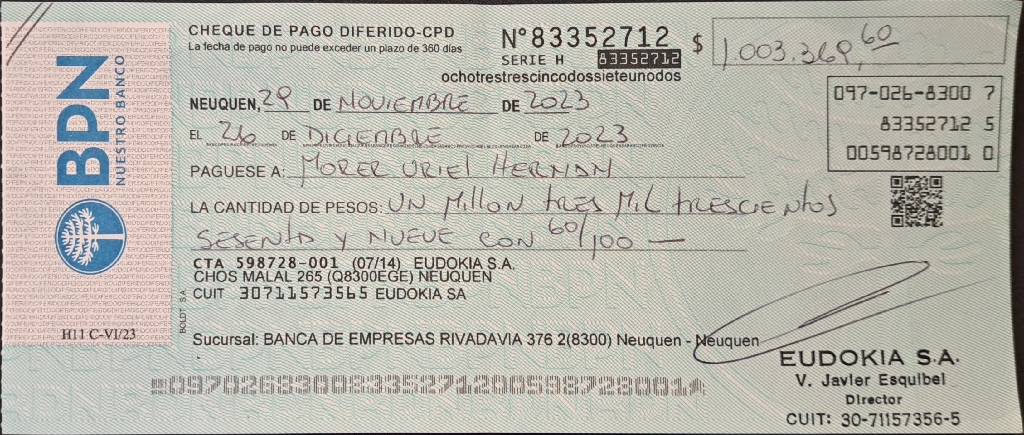 BPN
NUESTRO BANCO
H11 C-VI/23
BOLDT S.A.
CHEQUE DE PAGO DIFERIDO-CPD
La fecha de pago no puede exceder un plazo de 360 días
N°83352712
SERIE H 83352712
ochotrestrescincodossieteunodos
$ 1.003.369,60
NEUQUEN, 29 DE NOVIEMBRE DE 2023
EL 26 DE DICIEMBRE DE 2023
097-026-8300 7
83352712 5
00598728001 0
PAGUESE A: MORER URIEL HERNAN
LA CANTIDAD DE PESOS: UN MILLON TRES MIL TRESCIENTOS
SESENTA Y NUEVE CON 60/100 —
CTA 598728-001 (07/14) EUDOKIA S.A.
CHOS MALAL 265 (Q8300EGE) NEUQUEN
CUIT 30711573565 EUDOKIA SA
Sucursal: BANCA DE EMPRESAS RIVADAVIA 376 2(8300) Neuquen - Neuquen
EUDOKIA S.A.
V. Javier Esquibel
Director
CUIT: 30-71157356-5
09702683008335271200598728001